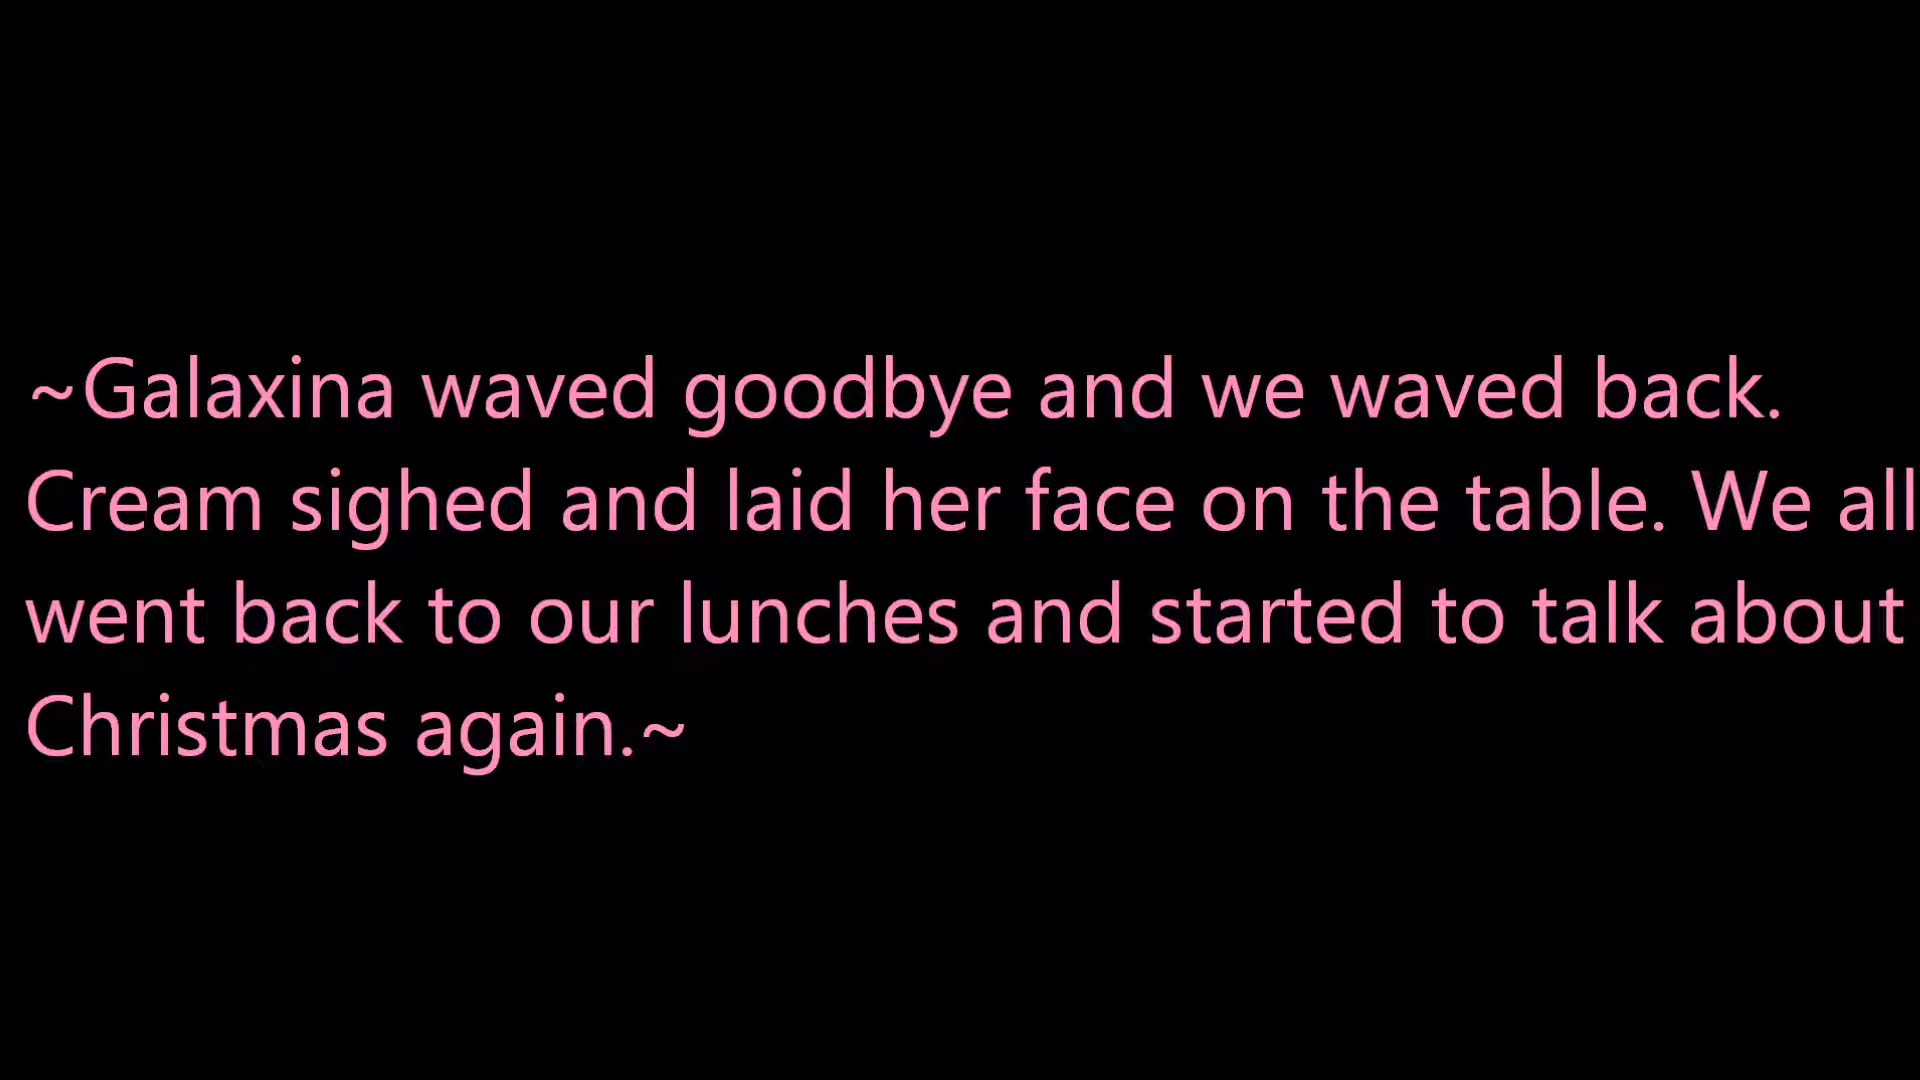 ~Galaxina waved goodbye and we waved back.
Cream sighed and laid her face on the table. We all
went back to our lunches and started to talk about
Christmas again.~